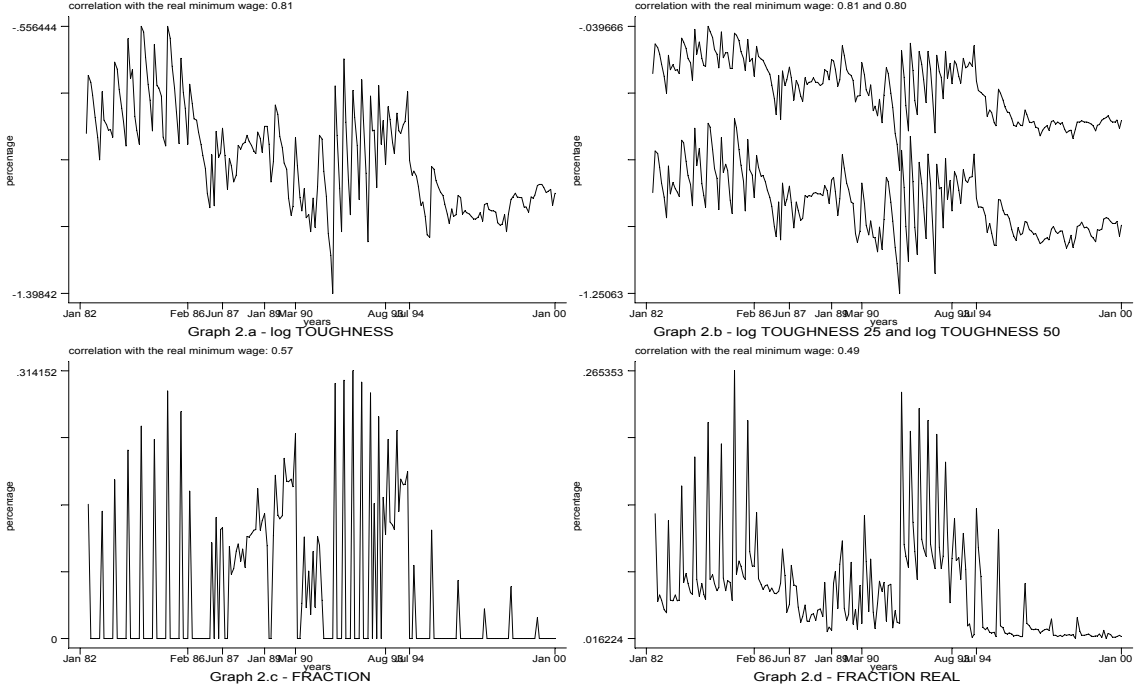 correlation with the real minimum wage: 0.81
-.556444
percentage
-1.39842
Jan 82 Feb 86 Jun 87 Jan 89 Mar 90 Aug 93 Jul 94 Jan 00
years
Graph 2.a - log TOUGHNESS
correlation with the real minimum wage: 0.81 and 0.80
-.039666
percentage
-1.25063
Jan 82 Feb 86 Jun 87 Jan 89 Mar 90 Aug 93 Jul 94 Jan 00
years
Graph 2.b - log TOUGHNESS 25 and log TOUGHNESS 50
correlation with the real minimum wage: 0.57
.314152
percentage
0
Jan 82 Feb 86 Jun 87 Jan 89 Mar 90 Aug 93 Jul 94 Jan 00
years
Graph 2.c - FRACTION
correlation with the real minimum wage: 0.49
.265353
percentage
.016224
Jan 82 Feb 86 Jun 87 Jan 89 Mar 90 Aug 93 Jul 94 Jan 00
years
Graph 2.d - FRACTION REAL